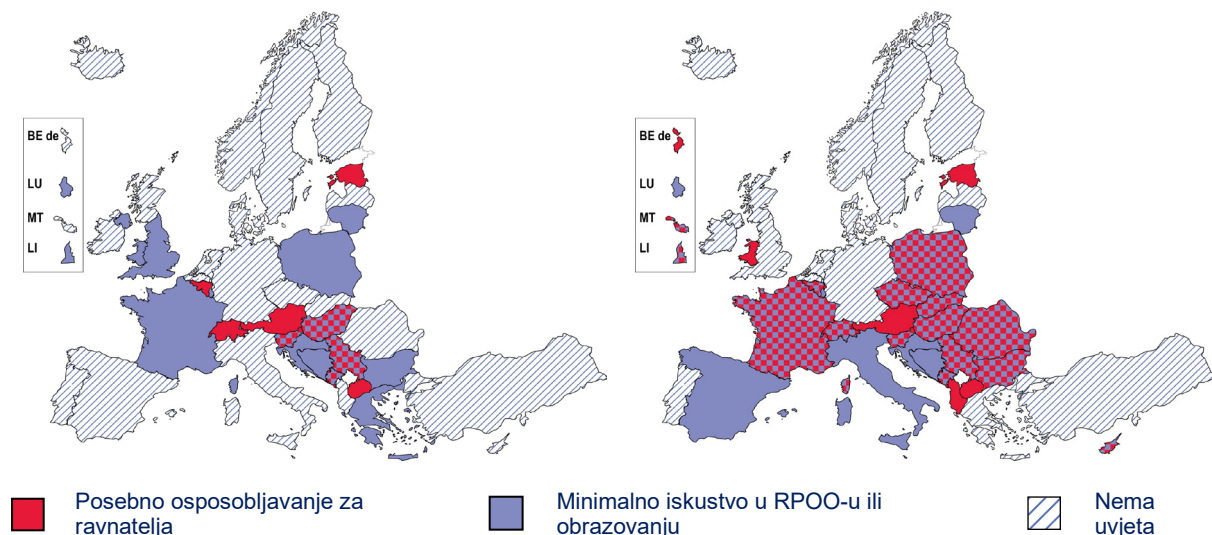 BE de
LU
MT
LI
BE de
LU
MT
LI
Posebno osposobljavanje za
ravnatelja
Minimalno iskustvo u RPOO-u ili
obrazovanju
Nema
uvjeta